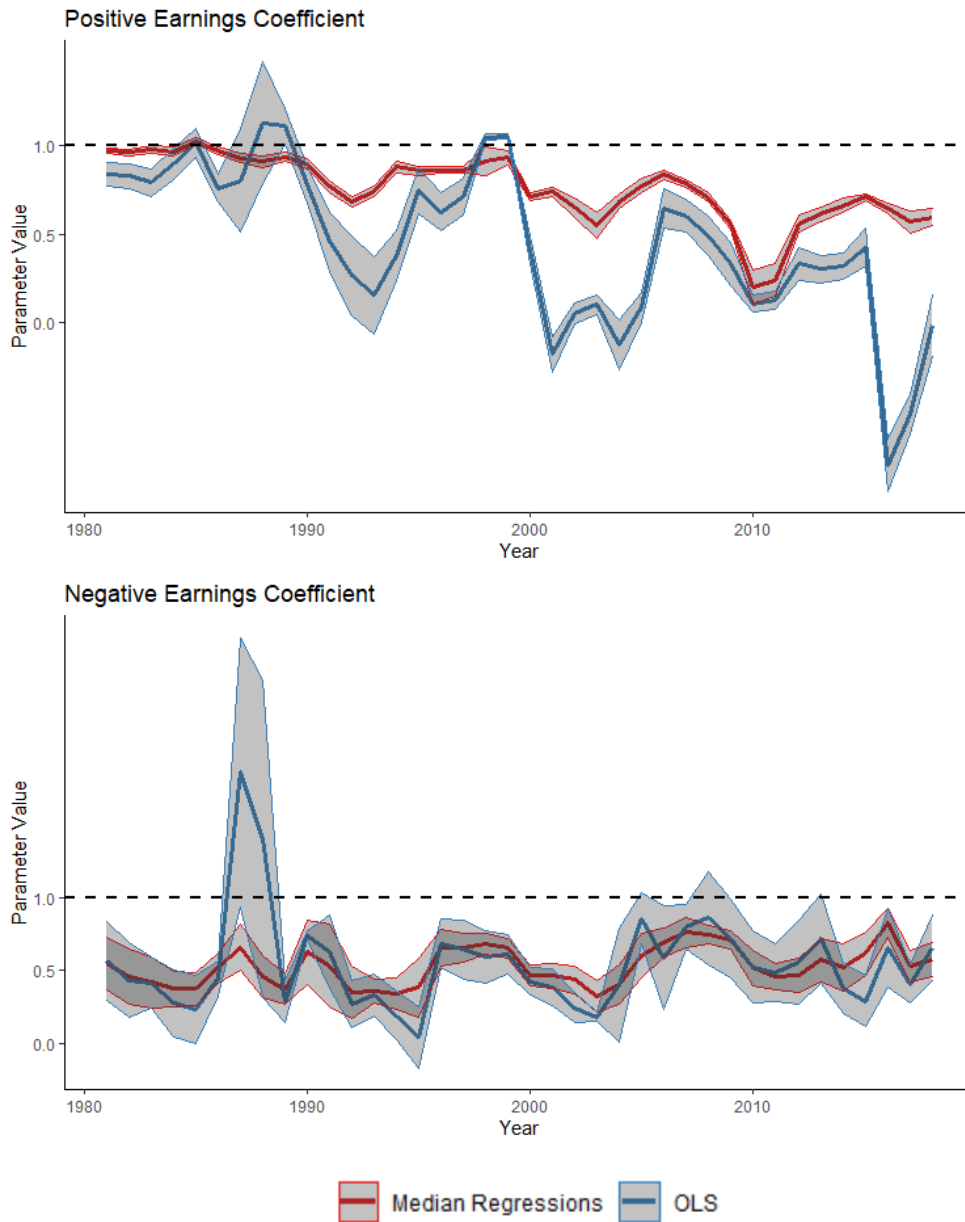 Positive Earnings Coefficient
1.0
0.5
0.0
Parameter Value
1980 1990 2000 2010
Year
Negative Earnings Coefficient
1.0
0.5
0.0
Parameter Value
1980 1990 2000 2010
Year
Median Regressions OLS